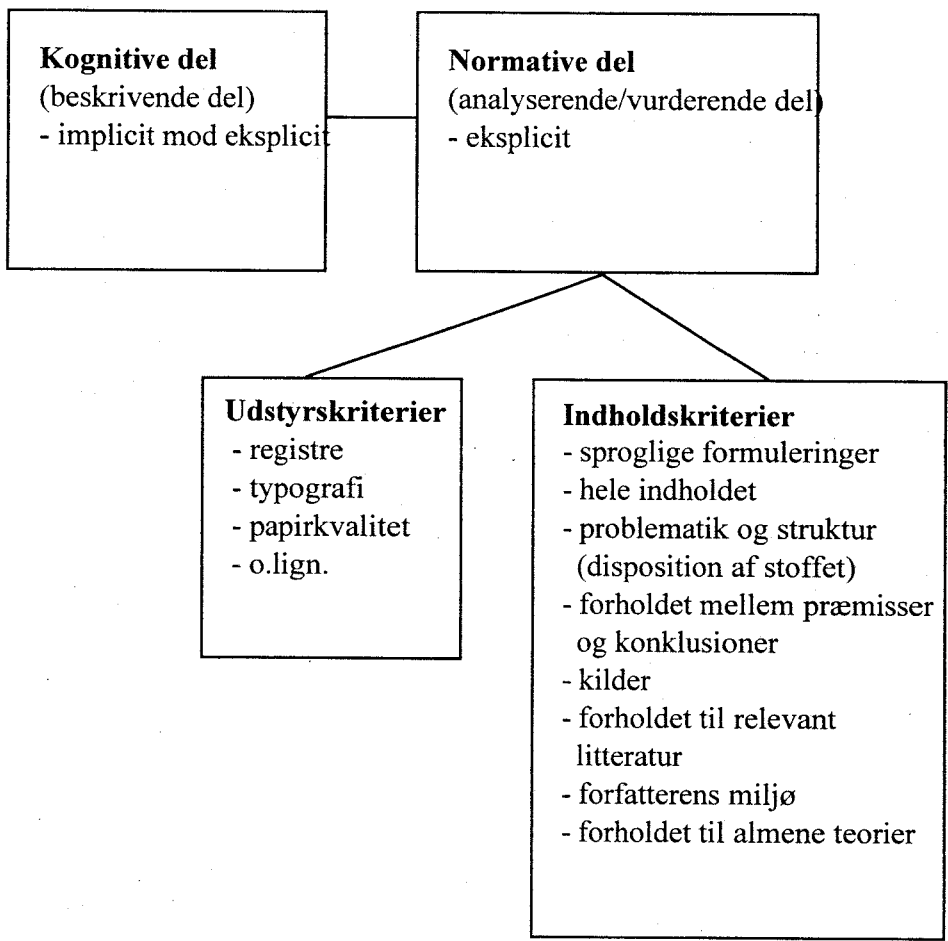 Kognitive del
(beskrivende del)
- implicit mod eksplicit
Normative del
(analyserende/vurderende del)
- eksplicit
Udstyrskriterier
- registre
- typografi
- papirkvalitet
- o.lign.
Indholdskriterier
- sproglige formuleringer
- hele indholdet
- problematik og struktur
(disposition af stoffet)
- forholdet mellem præmisser
og konklusioner
- kilder
- forholdet til relevant
litteratur
- forfatterens miljø
- forholdet til almene teorier